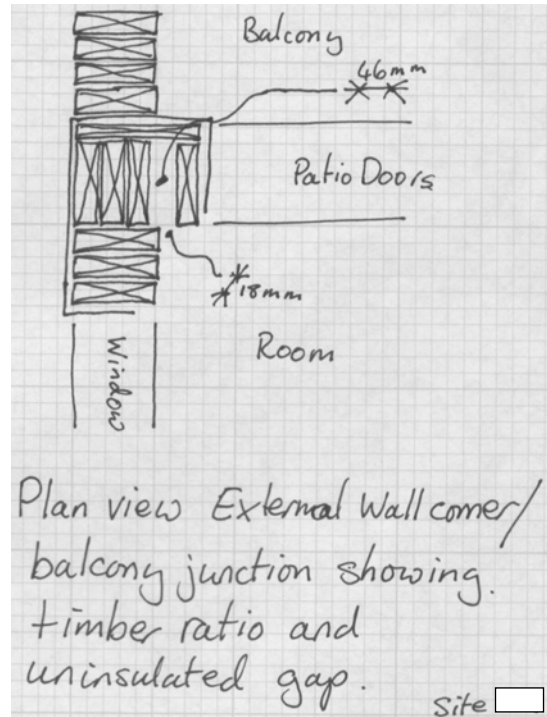 Balcony
46mm
Patio Doors
18mm
Room
Window
Plan view External Wall corner/
balcony junction showing.
timber ratio and
uninsulated gap.
Site